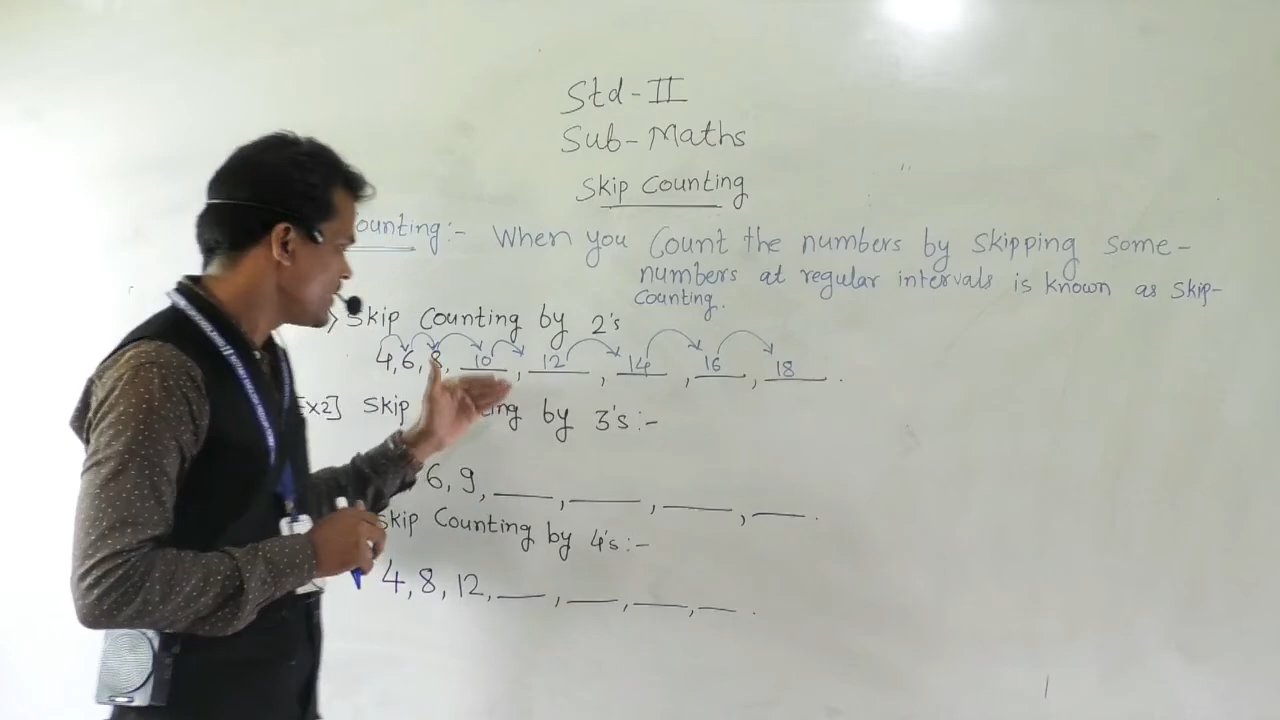 Std-II
Sub-Maths
Skip Counting
ounting:- When you Count the numbers by skipping some-
numbers at regular intervals is known as skip-
counting.
Skip Counting by 2's
4, 6, 8, 10, 12, 14, 16, 18.
Ex2] Skip ing by 3's:-
6, 9, ____, ____, ____, ____.
Skip Counting by 4's:-
4, 8, 12, ____, ____, ____, ____.